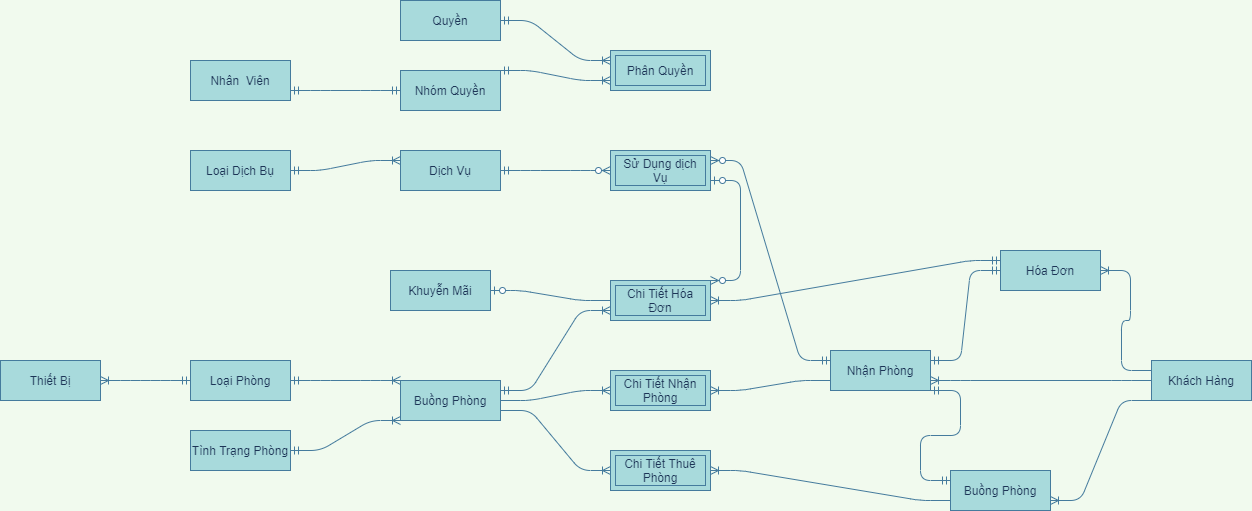 Quyền
Phân Quyền
Nhân Viên
Nhóm Quyền
Loại Dịch Bụ
Dịch Vụ
Sử Dụng dịch
Vụ
Hóa Đơn
Khuyễn Mãi
Chi Tiết Hóa
Đơn
Thiết Bị
Loại Phòng
Buồng Phòng
Chi Tiết Nhận
Phòng
Nhận Phòng
Khách Hàng
Tình Trạng Phòng
Chi Tiết Thuê
Phòng
Buồng Phòng